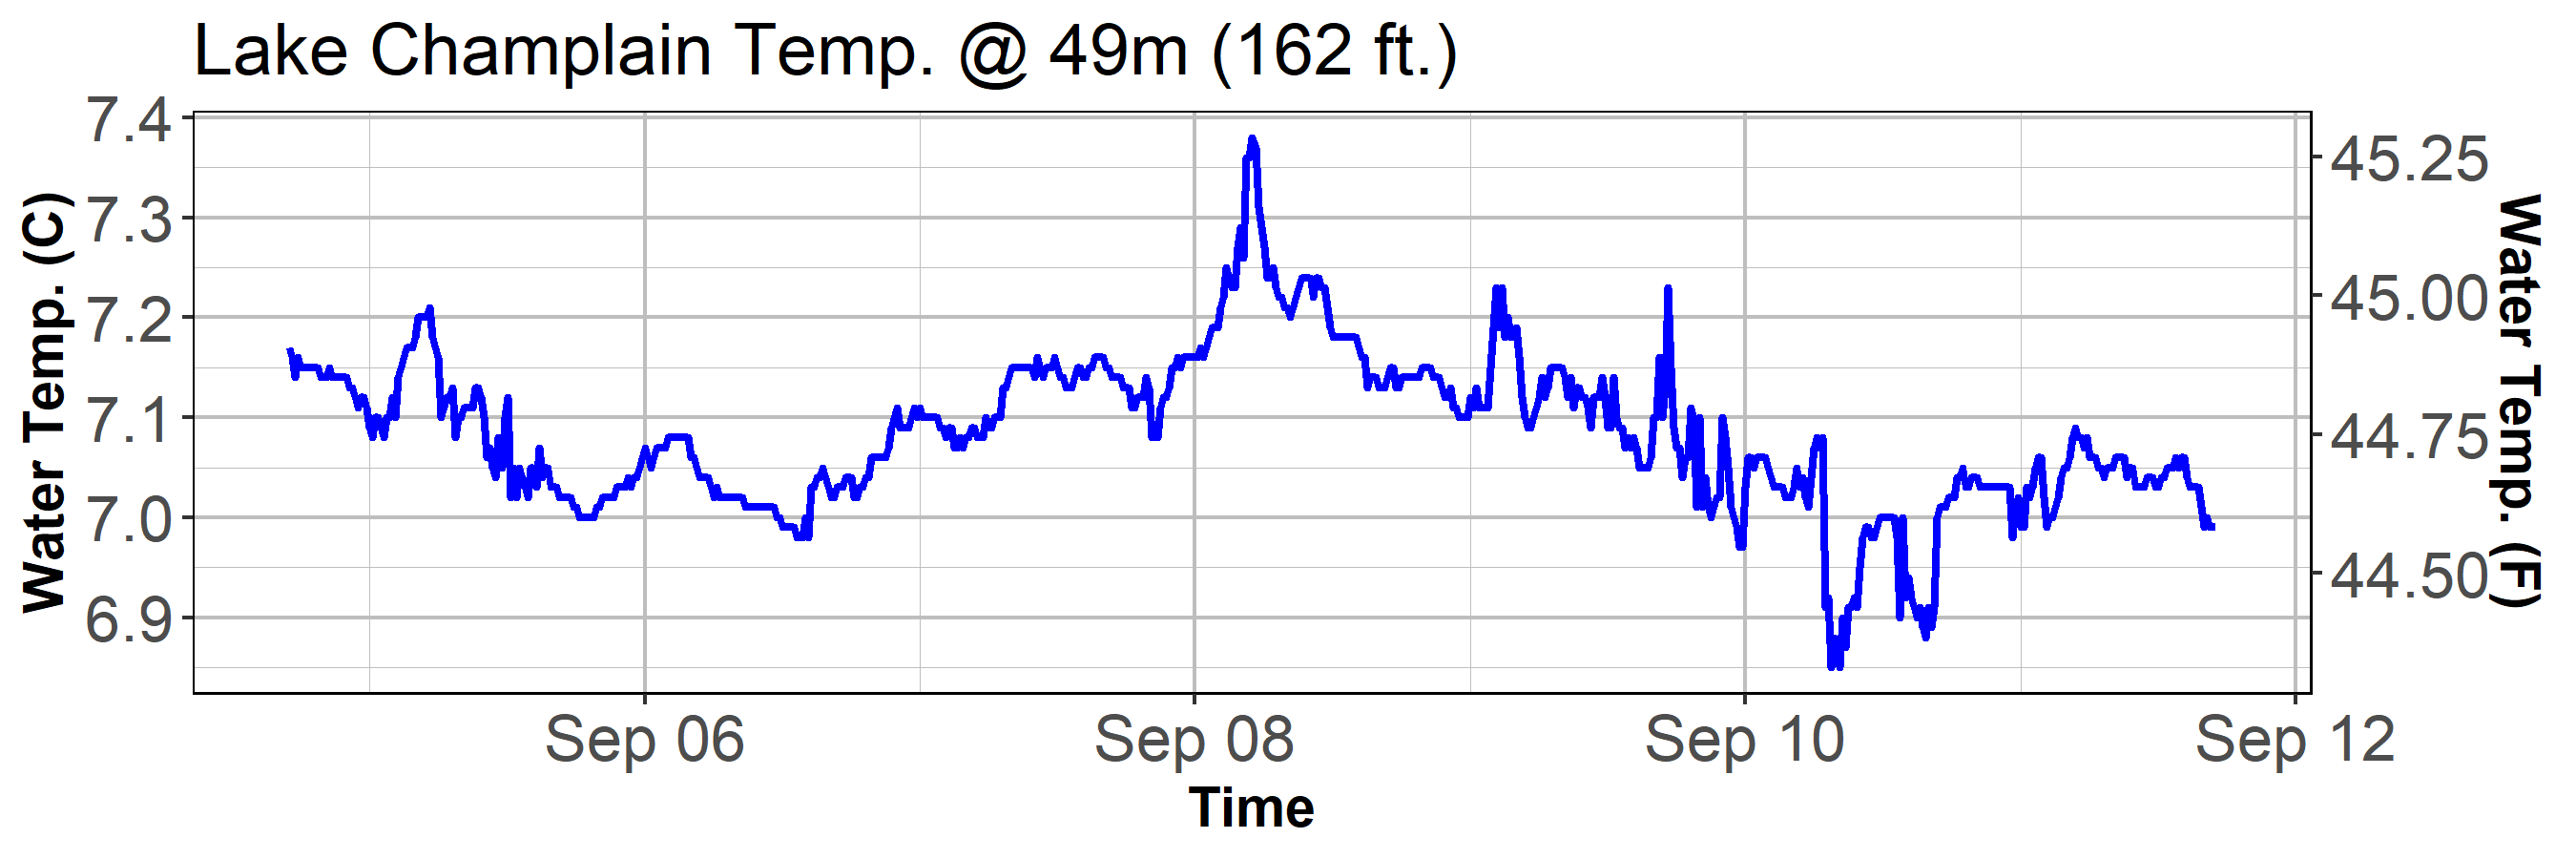 Lake Champlain Temp. @ 49m (162 ft.)
Water Temp. (C)
7.4
7.3
7.2
7.1
7.0
6.9
45.25
45.00
44.75
44.50
Water Temp. (F)
Sep 06
Sep 08
Sep 10
Sep 12
Time